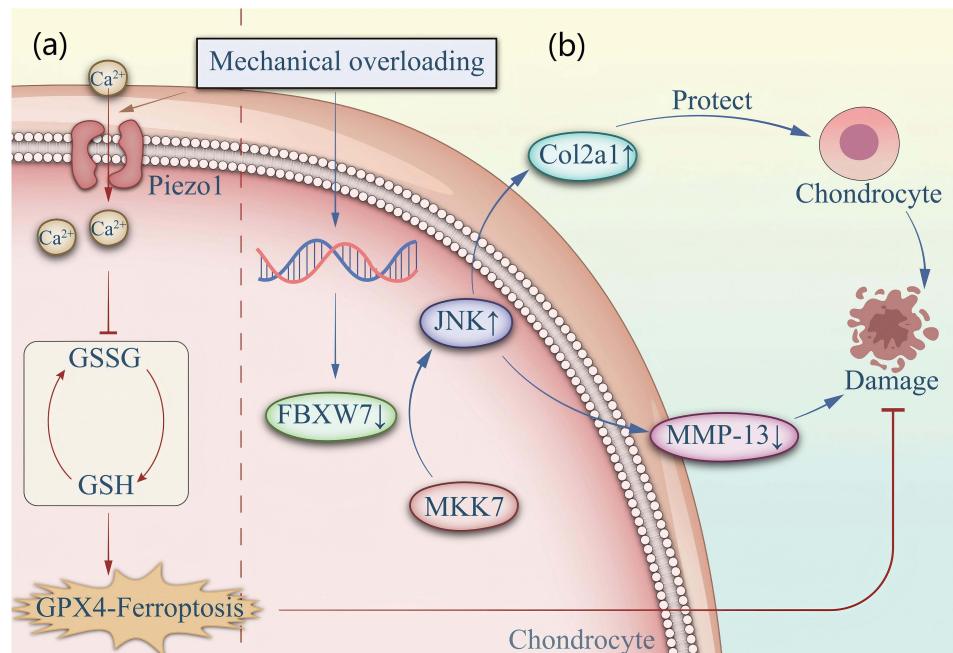 (a)
(b)
Ca²⁺
Mechanical overloading
Protect
Col2a1↑
Piezo1
Chondrocyte
Ca²⁺
Ca²⁺
JNK↑
GSSG
Damage
FBXW7↓
MMP-13↓
GSH
MKK7
GPX4-Ferroptosis
Chondrocyte